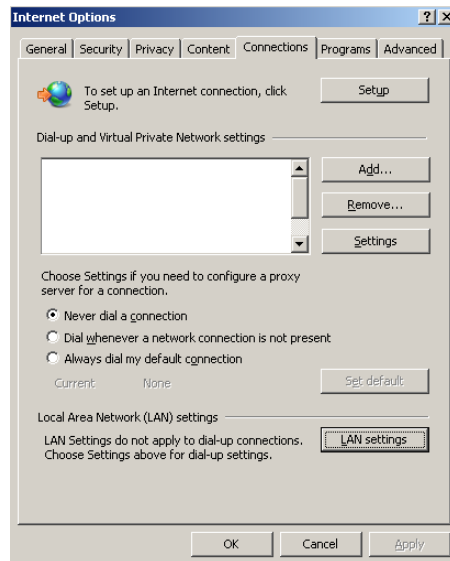 Internet Options
General Security Privacy Content Connections Programs Advanced
To set up an Internet connection, click
Setup.
Setup
Dial-up and Virtual Private Network settings
Add...
Remove...
Settings
Choose Settings if you need to configure a proxy
server for a connection.
Never dial a connection
Dial whenever a network connection is not present
Always dial my default connection
Current None
Set default
Local Area Network (LAN) settings
LAN Settings do not apply to dial-up connections.
Choose Settings above for dial-up settings.
LAN settings
OK Cancel Apply